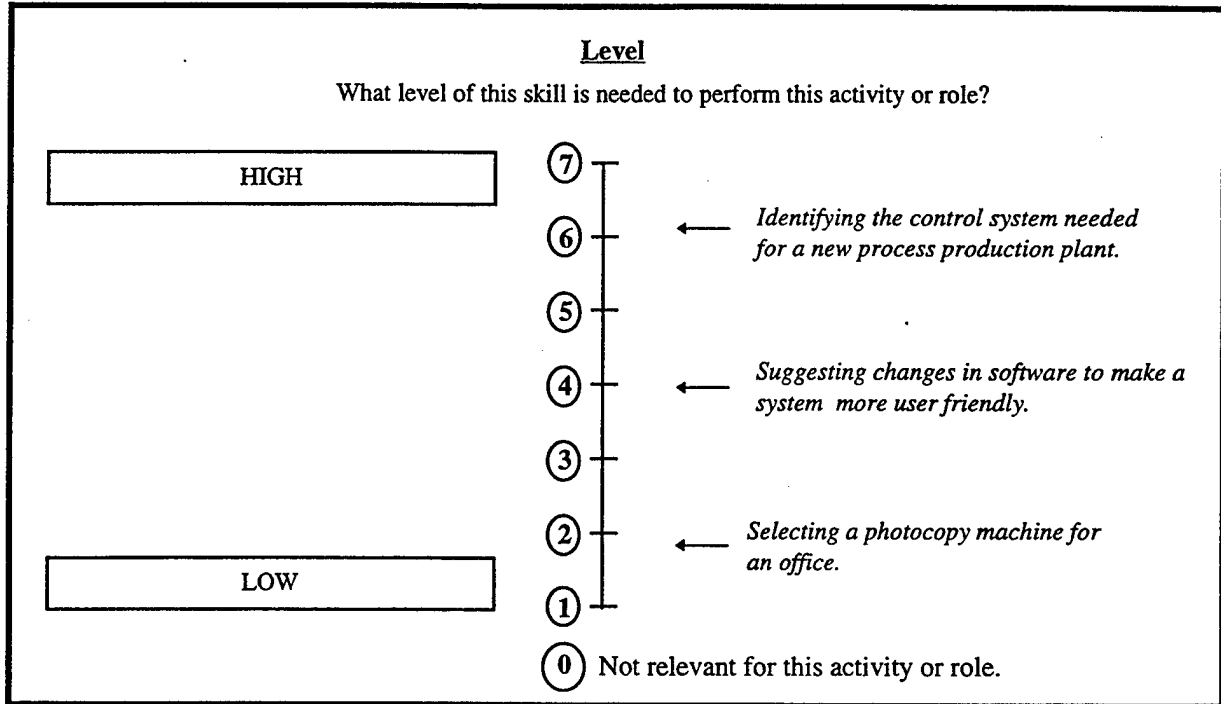 Level
What level of this skill is needed to perform this activity or role?
HIGH
7
Identifying the control system needed
6
for a new process production plant.
5
Suggesting changes in software to make a
4
system more user friendly.
3
2
Selecting a photocopy machine for
an office.
LOW
1
0 Not relevant for this activity or role.